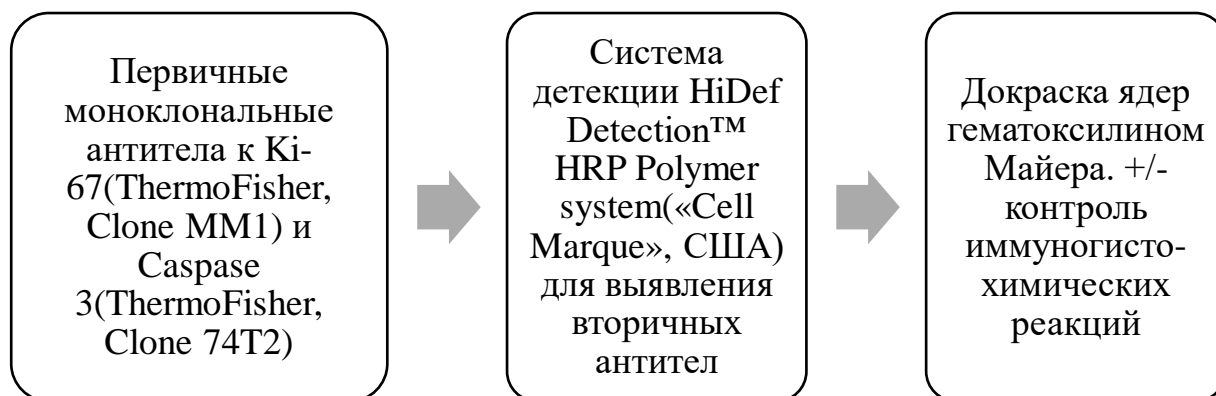 Первичные
моноклональные
антитела к Ki-
67(ThermoFisher,
Clone MM1) и
Caspase
3(ThermoFisher,
Clone 74T2)
Система
детекции HiDef
Detection™
HRP Polymer
system(«Cell
Marque», США)
для выявления
вторичных
антител
Докраска ядер
гематоксилином
Майера. +/-
контроль
иммуногисто-
химических
реакций